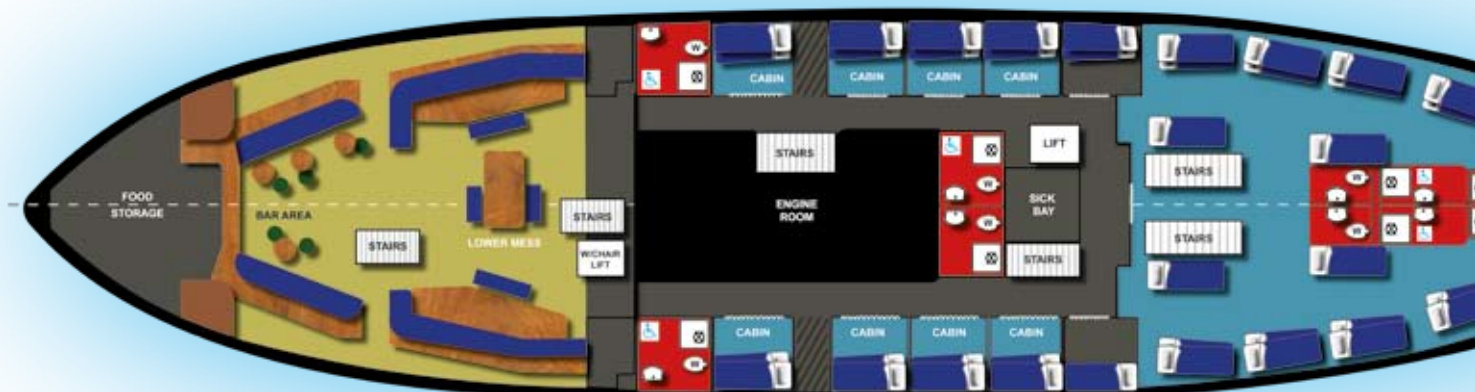 FOOD
STORAGE
BAR AREA
STAIRS
LOWER MESS
STAIRS
W/CHAIR
LIFT
W
CABIN
CABIN
CABIN
CABIN
STAIRS
ENGINE
ROOM
W
W
LIFT
SICK
BAY
STAIRS
W
CABIN
CABIN
CABIN
CABIN
STAIRS
STAIRS
W
W
W
W